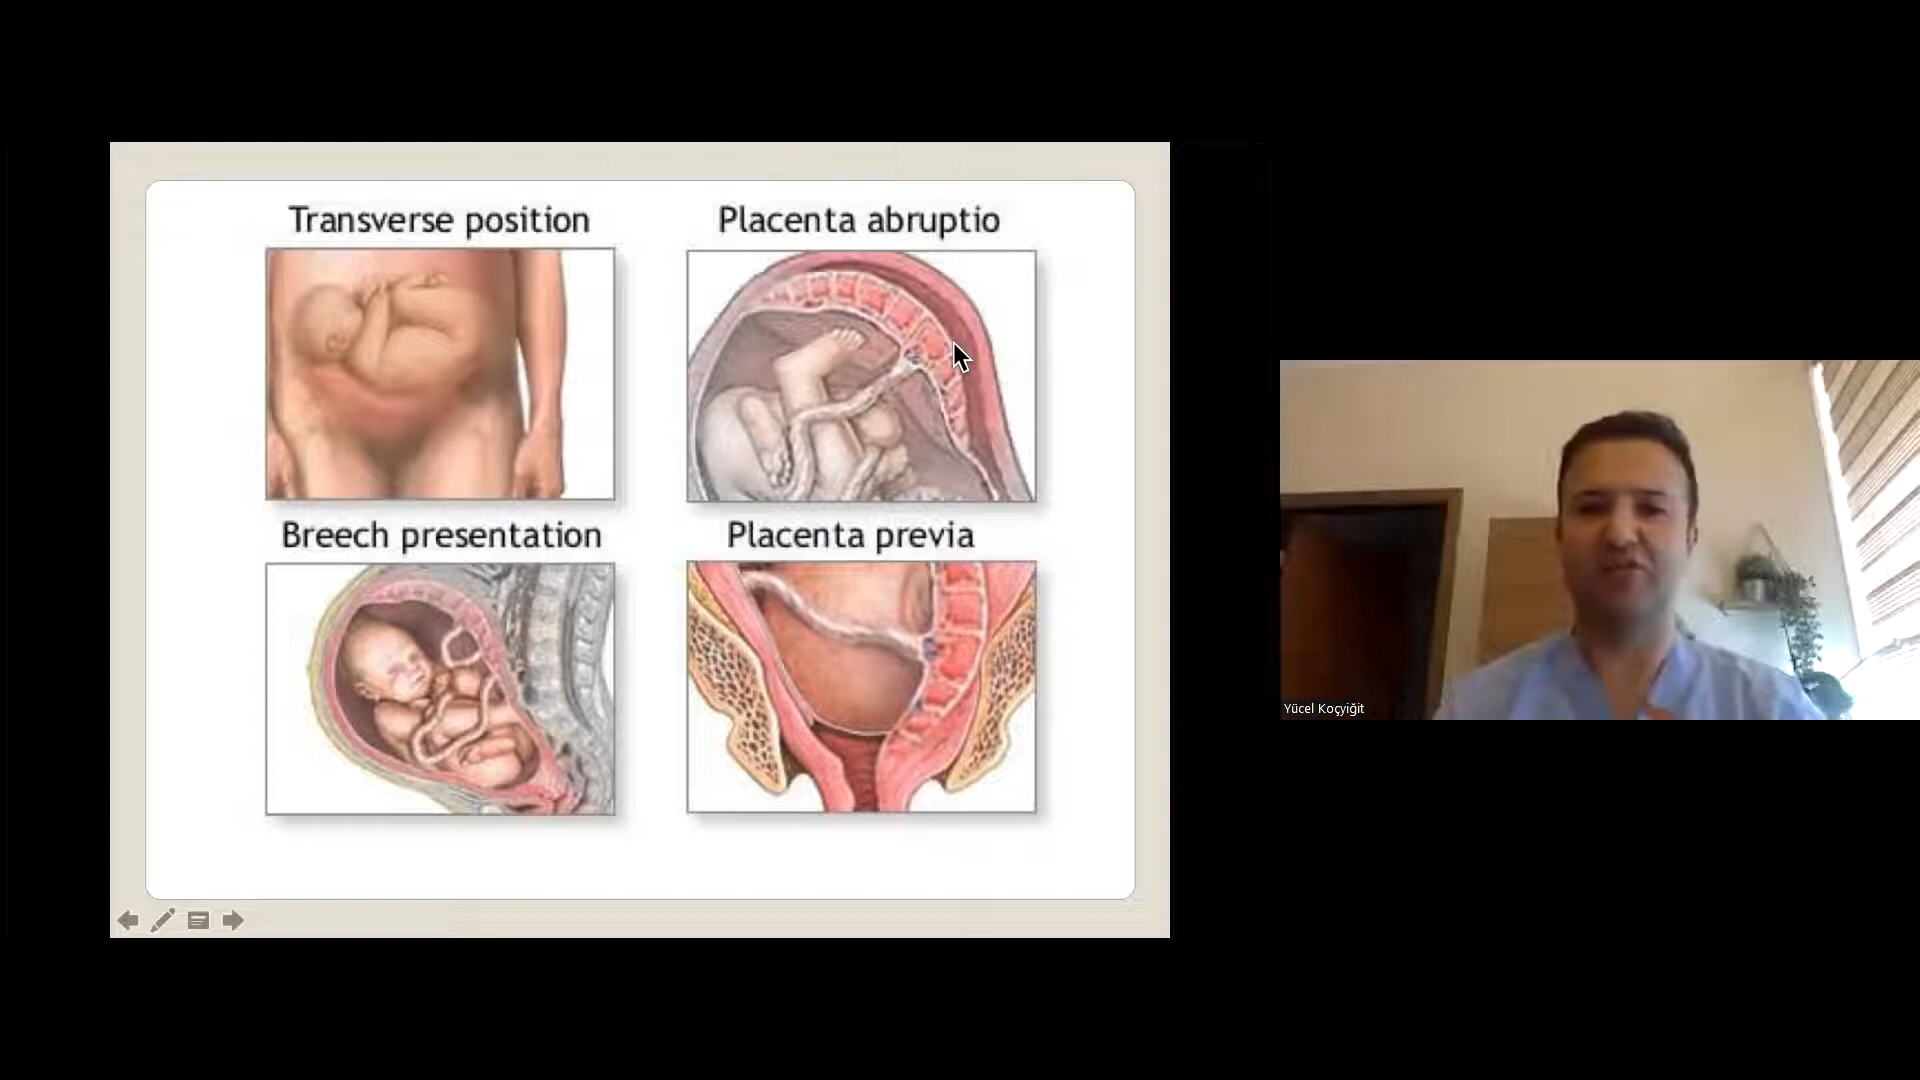 Transverse position
Placenta abruptio
Breech presentation
Placenta previa
Yücel Koçyiğit